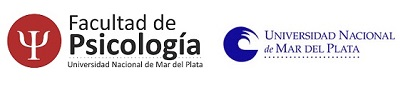 Ψ
Facultad de
Psicología
Universidad Nacional de Mar del Plata
UNIVERSIDAD NACIONAL
de MAR DEL PLATA